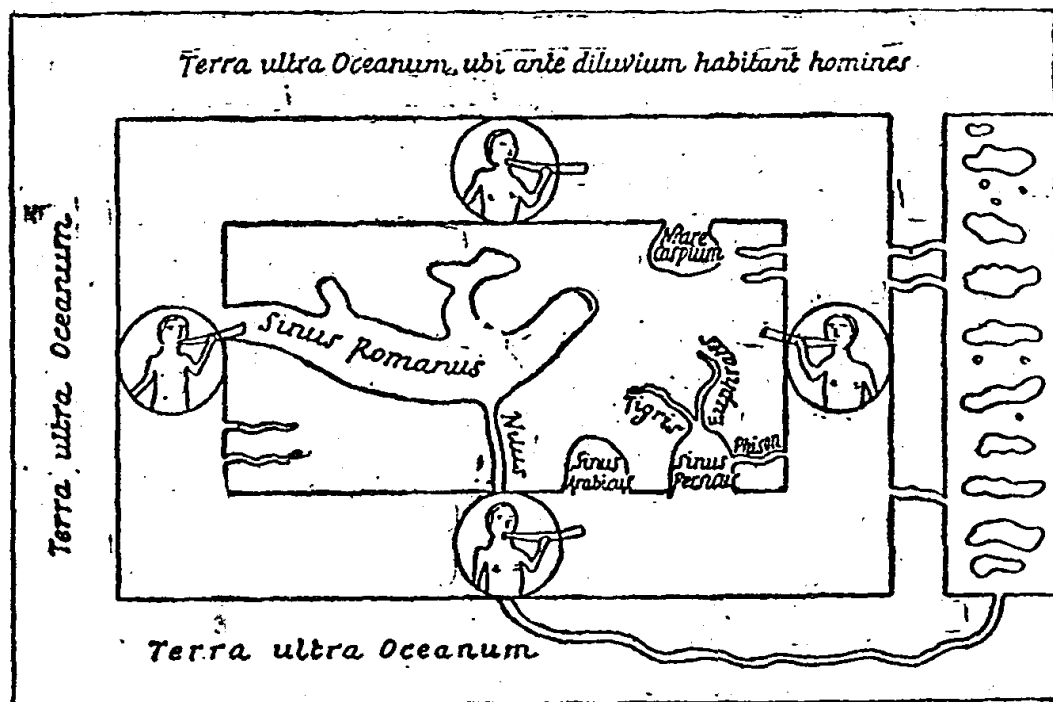 Terra ultra Oceanum, ubi ante diluvium habitant homines
Terra ultra Oceanum
Mare
Caspium
Sinus Romanus
Nilus
Tigris
Euphrates
Phison
Sinus
Arabicus
Sinus
Persicus
Terra ultra Oceanum